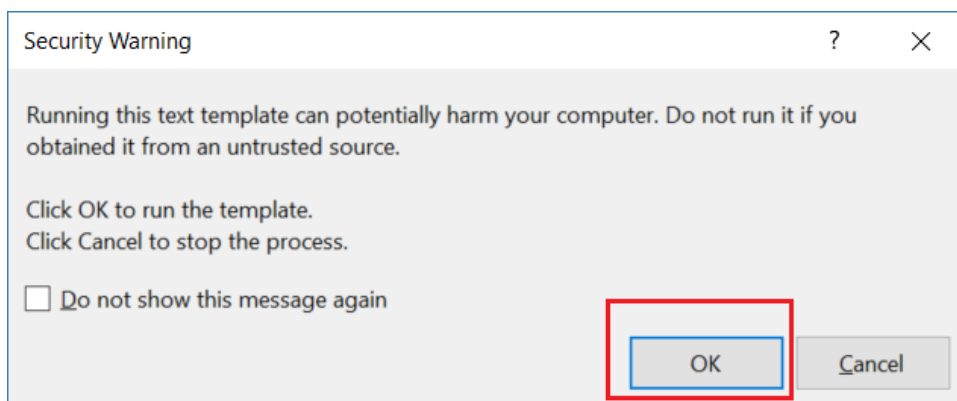 Security Warning
?
Running this text template can potentially harm your computer. Do not run it if you
obtained it from an untrusted source.
Click OK to run the template.
Click Cancel to stop the process.
Do not show this message again
OK
Cancel